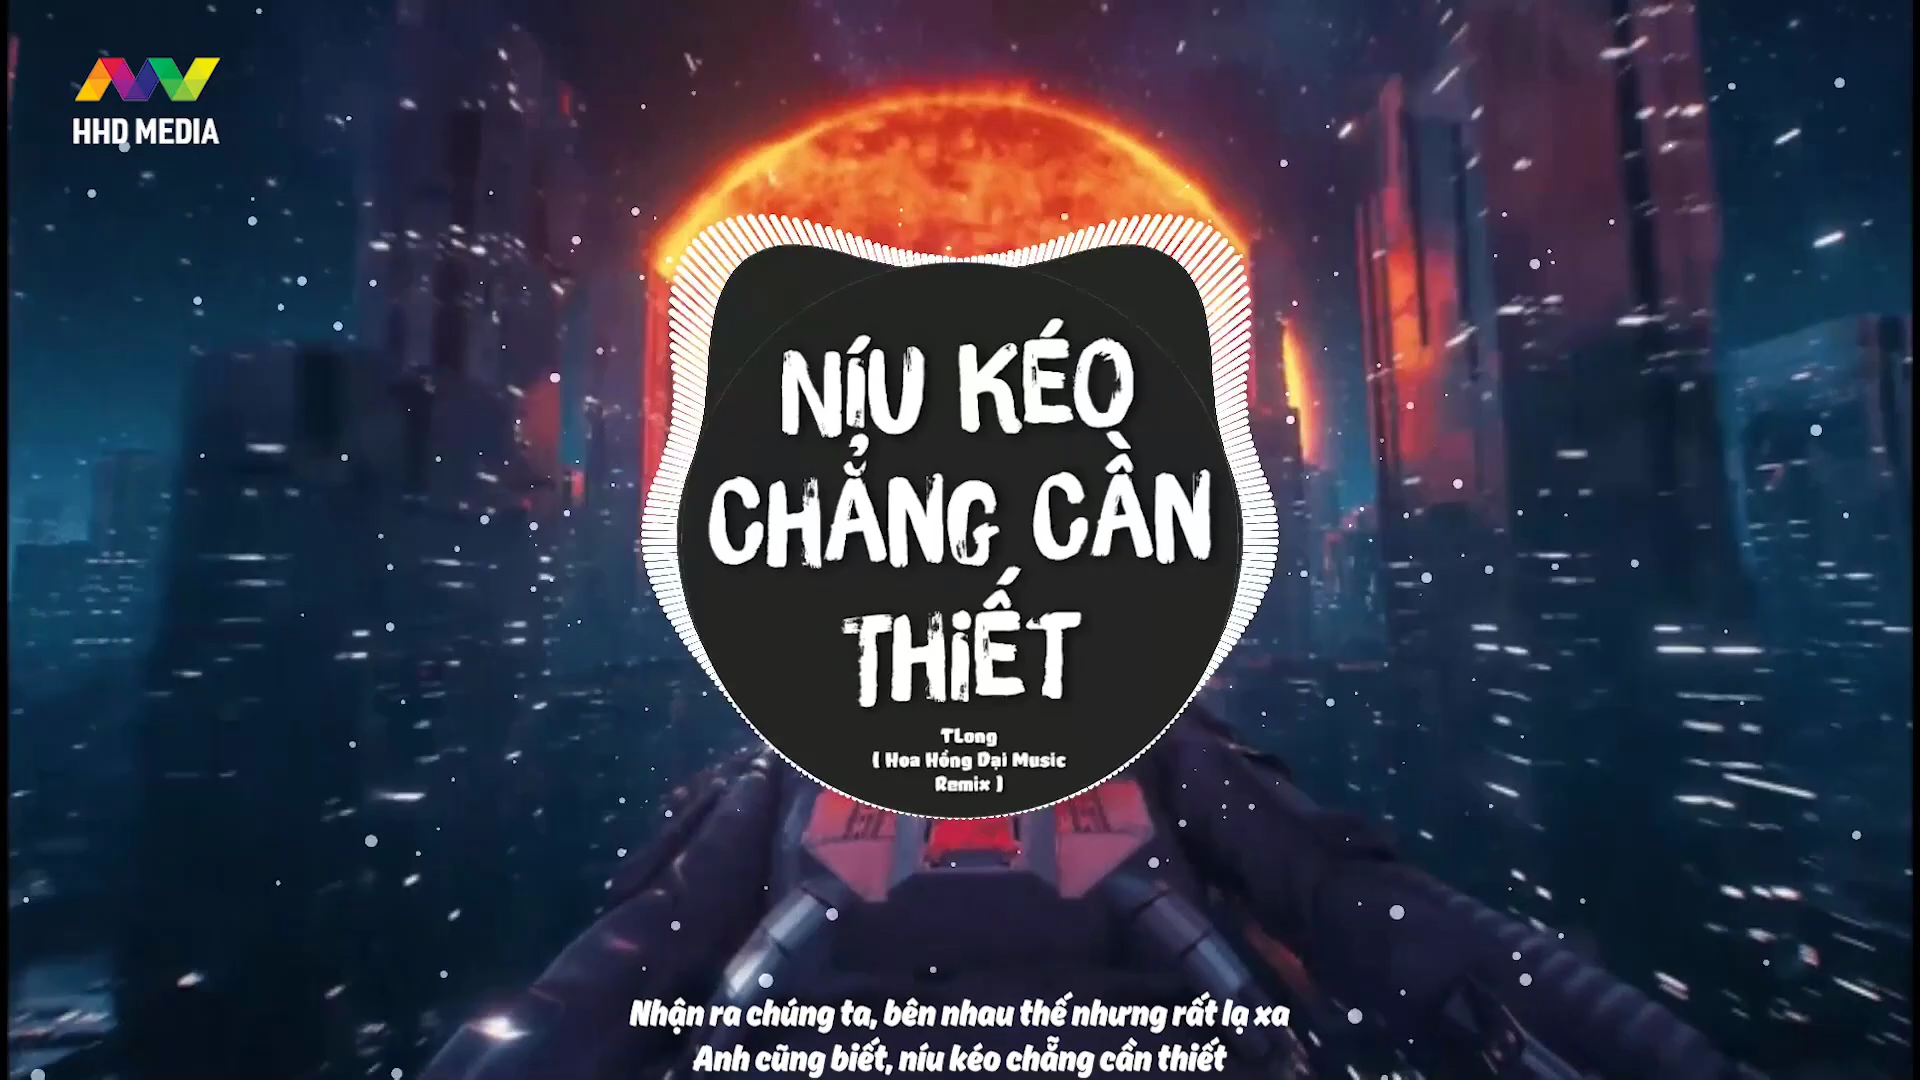 HHD MEDIA
NÍU KÉO
CHẲNG CẦN
THiẾT
TLong
( Hoa Hồng Dại Music
Remix )
Nhận ra chúng ta, bên nhau thế nhưng rất lạ xa
Anh cũng biết, níu kéo chẵng cần thiết